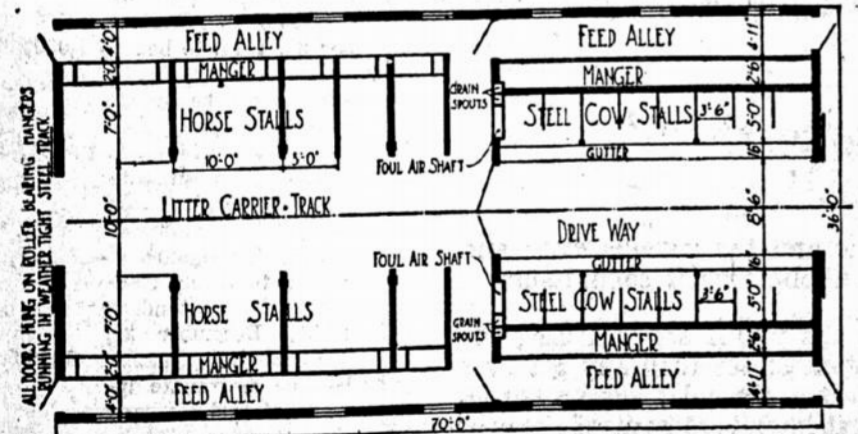 FEED ALLEY
FEED ALLEY
4'-0"
4'-11"
2'-0"
MANGER
MANGER
2'-6"
GRAIN
SPOUTS
7'-0"
HORSE STALLS
STEEL COW STALLS
3'-6"
5'-0"
10'-0"
5'-0"
FOUL AIR SHAFT
GUTTER
16"
ALL DOORS HUNG ON ROLLER BEARING HANGERS
RUNNING IN WEATHER TIGHT STEEL TRACK
10'-0"
LITTER CARRIER-TRACK
8'-6"
36'-0"
DRIVE WAY
FOUL AIR SHAFT
GUTTER
16"
7'-0"
HORSE STALLS
STEEL COW STALLS
3'-6"
5'-0"
GRAIN
SPOUTS
MANGER
2'-6"
2'-0"
MANGER
4'-0"
FEED ALLEY
FEED ALLEY
4'-11"
70'-0"